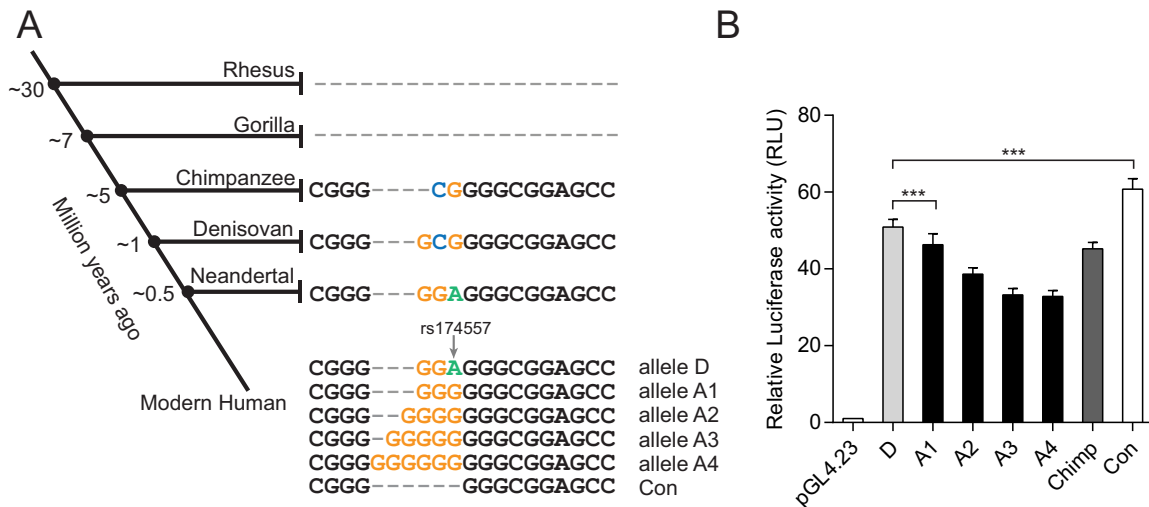 A
Rhesus
~30
Gorilla
~7
Chimpanzee
CGGG----CGGGGCGGAGCC
~5
Denisovan
CGGG---GCGGGGCGGAGCC
~1
Neandertal
CGGG---GGAGGGCGGAGCC
~0.5
Million years ago
rs174557
CGGG---GGAGGGCGGAGCC allele D
CGGG---GGGGGGCGGAGCC allele A1
CGGG--GGGGGGGCGGAGCC allele A2
CGGG-GGGGGGGGCGGAGCC allele A3
CGGGGGGGGGGGGCGGAGCC allele A4
CGGG------GGGCGGAGCC Con
Modern Human
B
Relative Luciferase activity (RLU)
80
60
40
20
0
***
***
pGL4.23
D
A1
A2
A3
A4
Chimp
Con